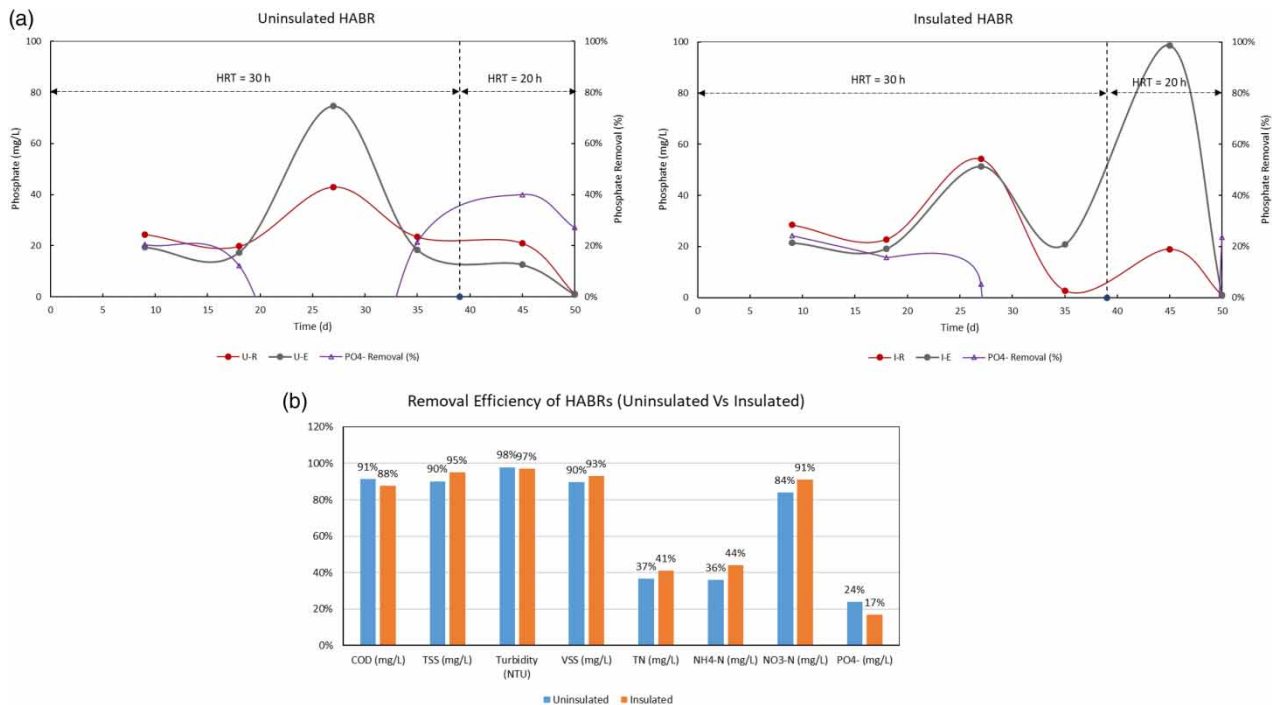 (a)
Uninsulated HABR
100
80
60
40
20
0
Phosphate (mg/L)
HRT = 30 h
HRT = 20 h
100%
80%
60%
40%
20%
0%
Phosphate Removal (%)
0 5 10 15 20 25 30 35 40 45 50
Time (d)
U-R U-E PO4- Removal (%)
Insulated HABR
100
80
60
40
20
0
Phosphate (mg/L)
HRT = 30 h
HRT = 20 h
100%
80%
60%
40%
20%
0%
Phosphate Removal (%)
0 5 10 15 20 25 30 35 40 45 50
Time (d)
I-R I-E PO4- Removal (%)
(b)
Removal Efficiency of HABRs (Uninsulated Vs Insulated)
120%
100%
80%
60%
40%
20%
0%
91% 88% 90% 95% 98% 97% 90% 93% 37% 41% 36% 44% 84% 91% 24% 17%
COD (mg/L) TSS (mg/L) Turbidity VSS (mg/L) TN (mg/L) NH4-N (mg/L) NO3-N (mg/L) PO4- (mg/L)
(NTU)
Uninsulated Insulated